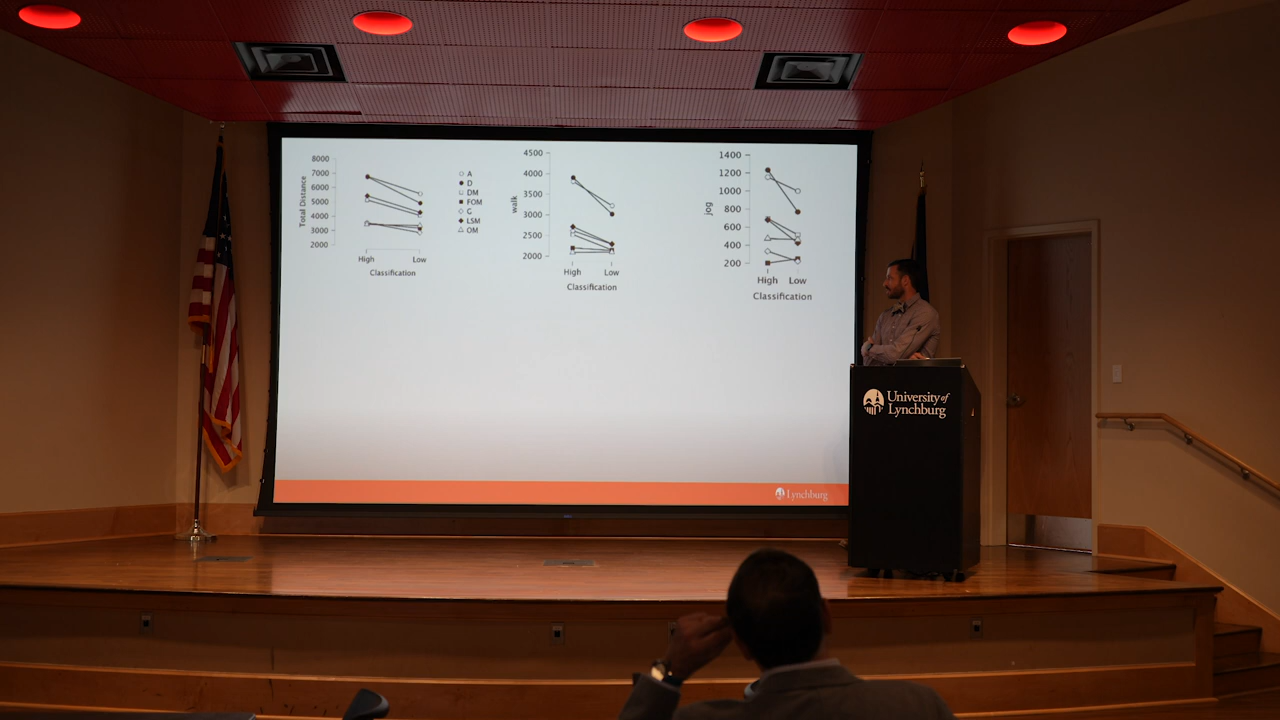 8000
7000
6000
5000
4000
3000
2000
Total Distance
High Low
Classification
A
D
DM
FOM
G
LSM
OM
4500
4000
3500
3000
2500
2000
walk
High Low
Classification
1400
1200
1000
800
600
400
200
jog
High Low
Classification
Lynchburg
University of
Lynchburg